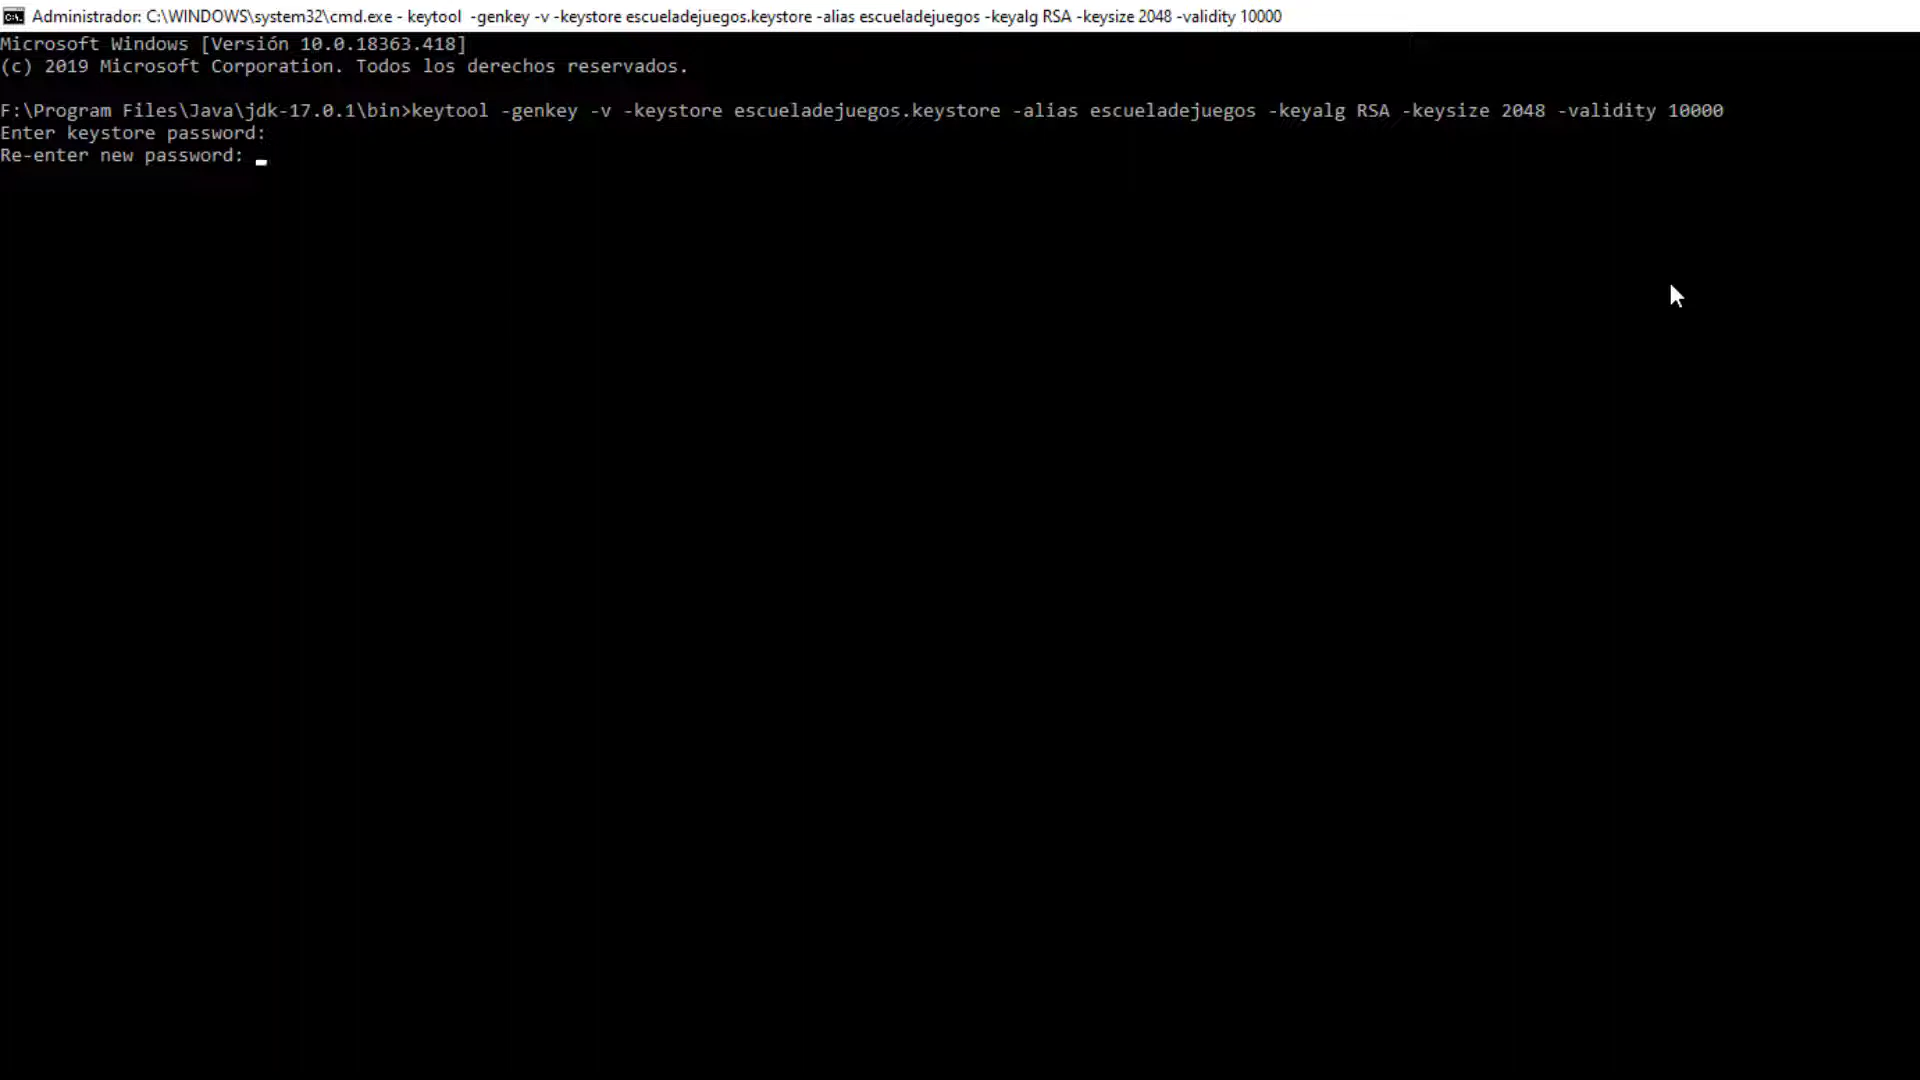 Administrador: C:\WINDOWS\system32\cmd.exe - keytool  -genkey -v -keystore escueladejuegos.keystore -alias escueladejuegos -keyalg RSA -keysize 2048 -validity 10000
Microsoft Windows [Versión 10.0.18363.418]
(c) 2019 Microsoft Corporation. Todos los derechos reservados.
F:\Program Files\Java\jdk-17.0.1\bin>keytool -genkey -v -keystore escueladejuegos.keystore -alias escueladejuegos -keyalg RSA -keysize 2048 -validity 10000
Enter keystore password:
Re-enter new password: